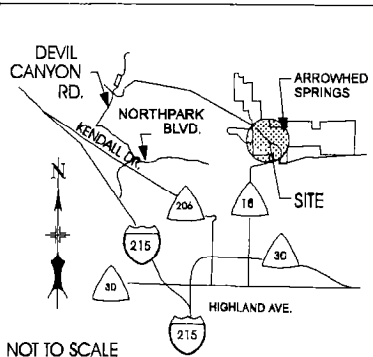 DEVIL
CANYON
RD.
ARROWHED
SPRINGS
NORTHPARK
BLVD.
KENDALL DR.
N
SITE
206
18
215
30
30
HIGHLAND AVE.
NOT TO SCALE
215